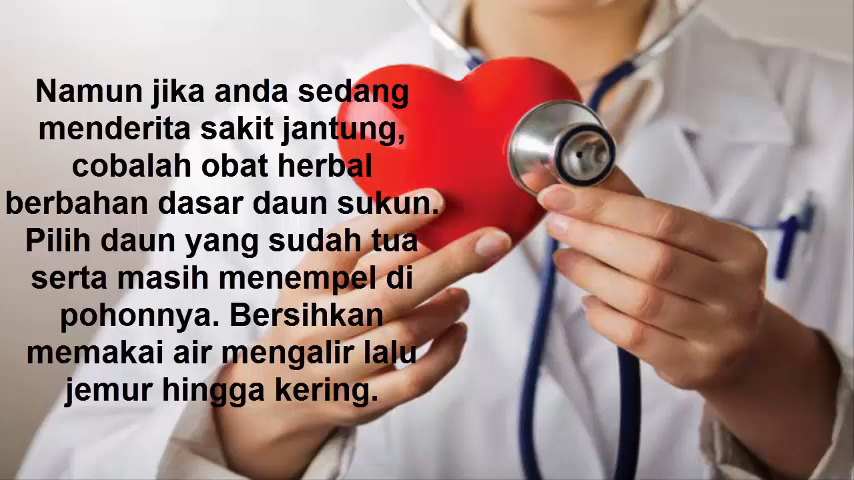 Namun jika anda sedang
menderita sakit jantung,
cobalah obat herbal
berbahan dasar daun sukun.
Pilih daun yang sudah tua
serta masih menempel di
pohonnya. Bersihkan
memakai air mengalir lalu
jemur hingga kering.